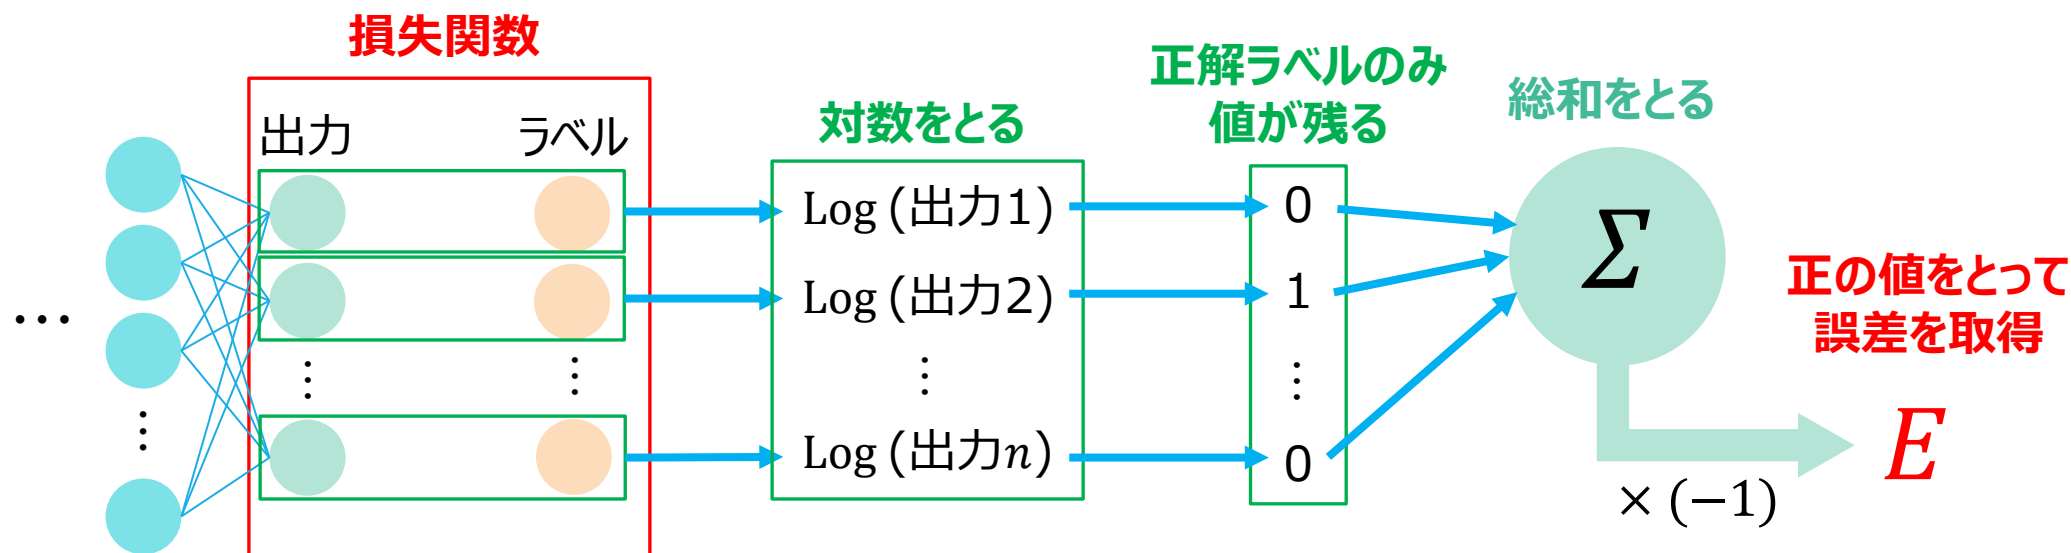 損失関数
出力
ラベル
対数をとる
Log (出力1)
Log (出力2)
⋮
Log (出力n)
正解ラベルのみ
値が残る
0
1
⋮
0
総和をとる
Σ
× (−1)
正の値をとって
誤差を取得
E
…